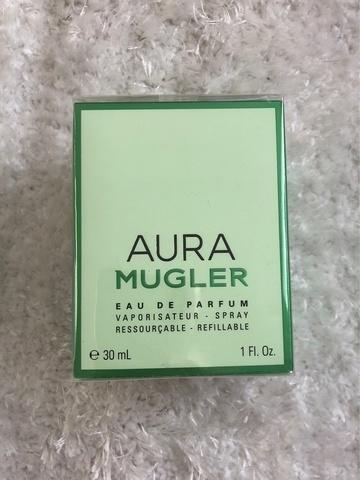 AURA
MUGLER
EAU DE PARFUM
VAPORISATEUR - SPRAY
RESSOURÇABLE - REFILLABLE
℮ 30 mL 1 Fl. Oz.